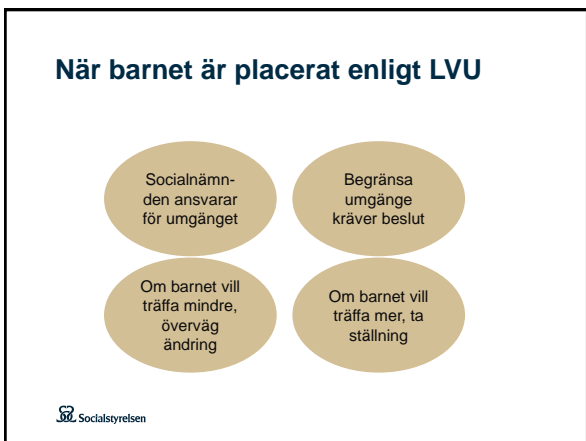 När barnet är placerat enligt LVU
Socialnämn-
den ansvarar
för umgänget
Begränsa
umgänge
kräver beslut
Om barnet vill
träffa mindre,
överväg
ändring
Om barnet vill
träffa mer, ta
ställning
Socialstyrelsen